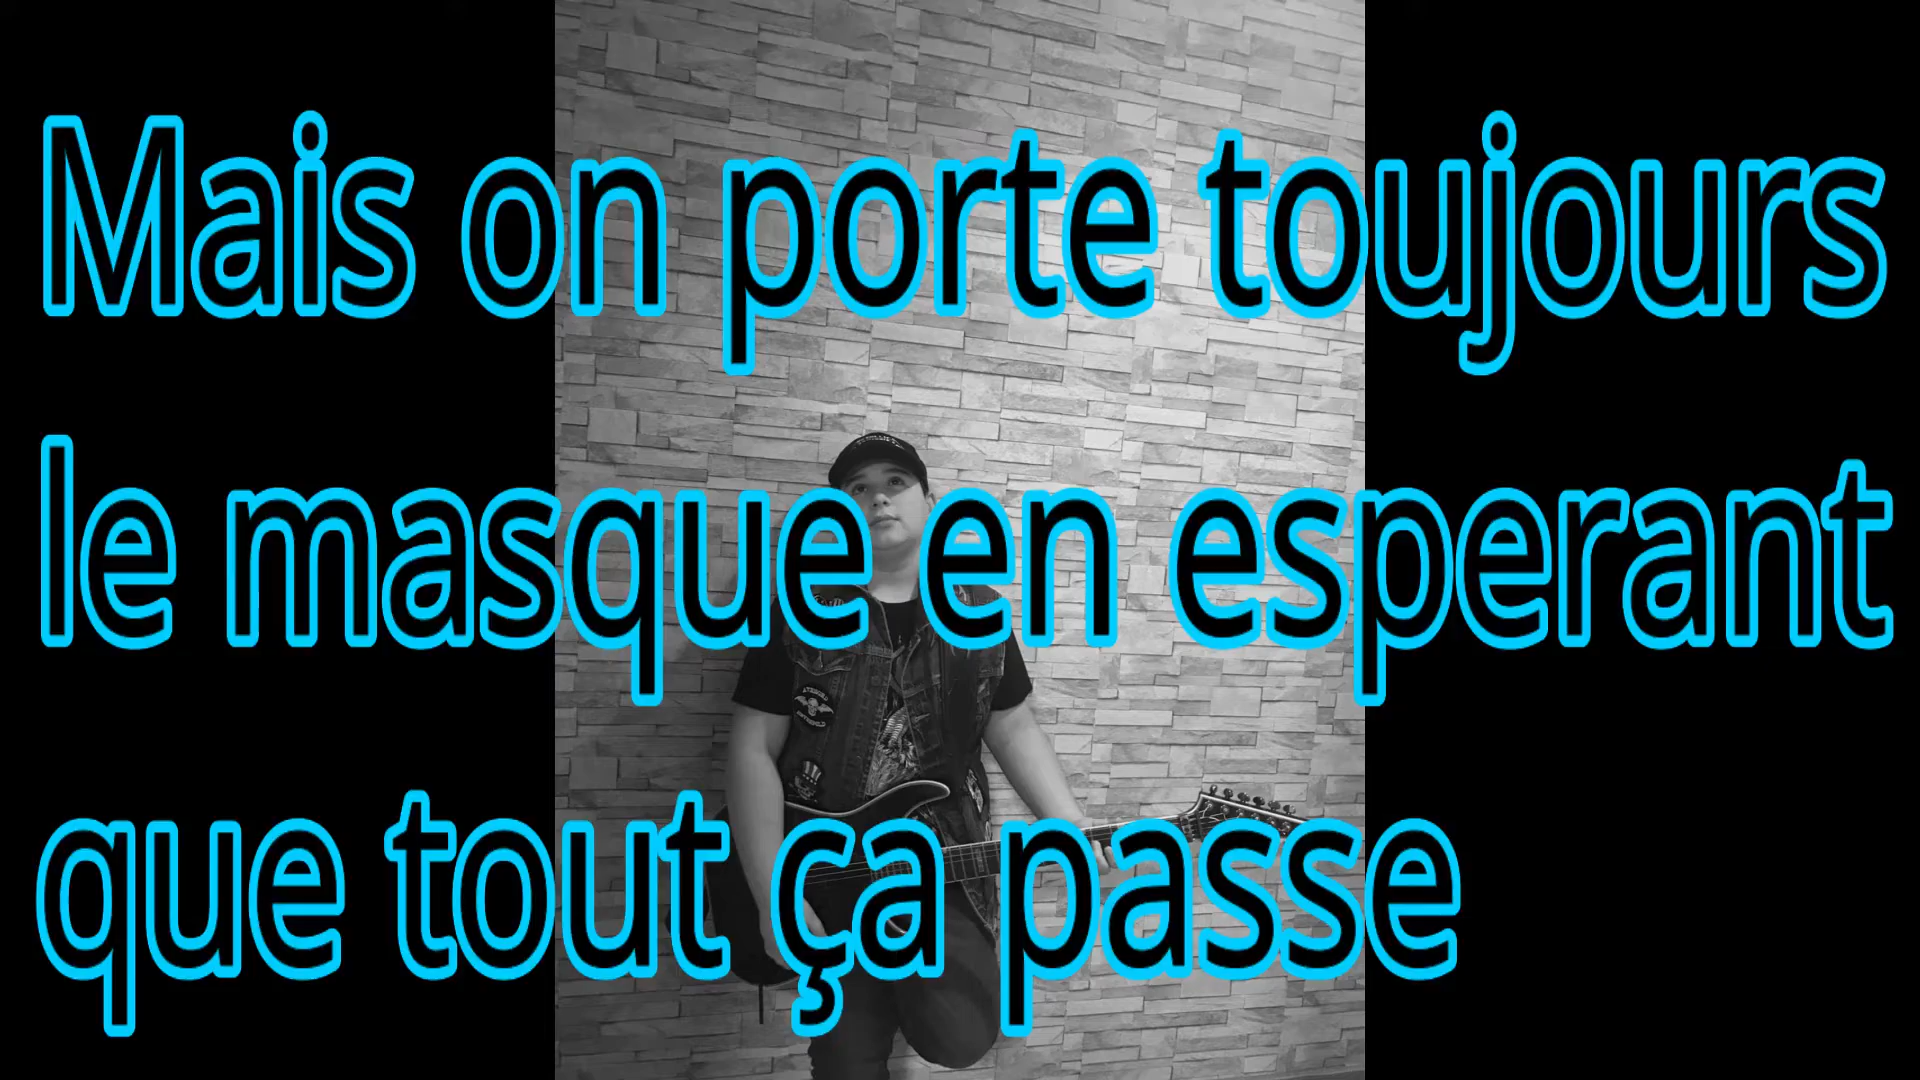 Mais on porte toujours
le masque en esperant
que tout ça passe